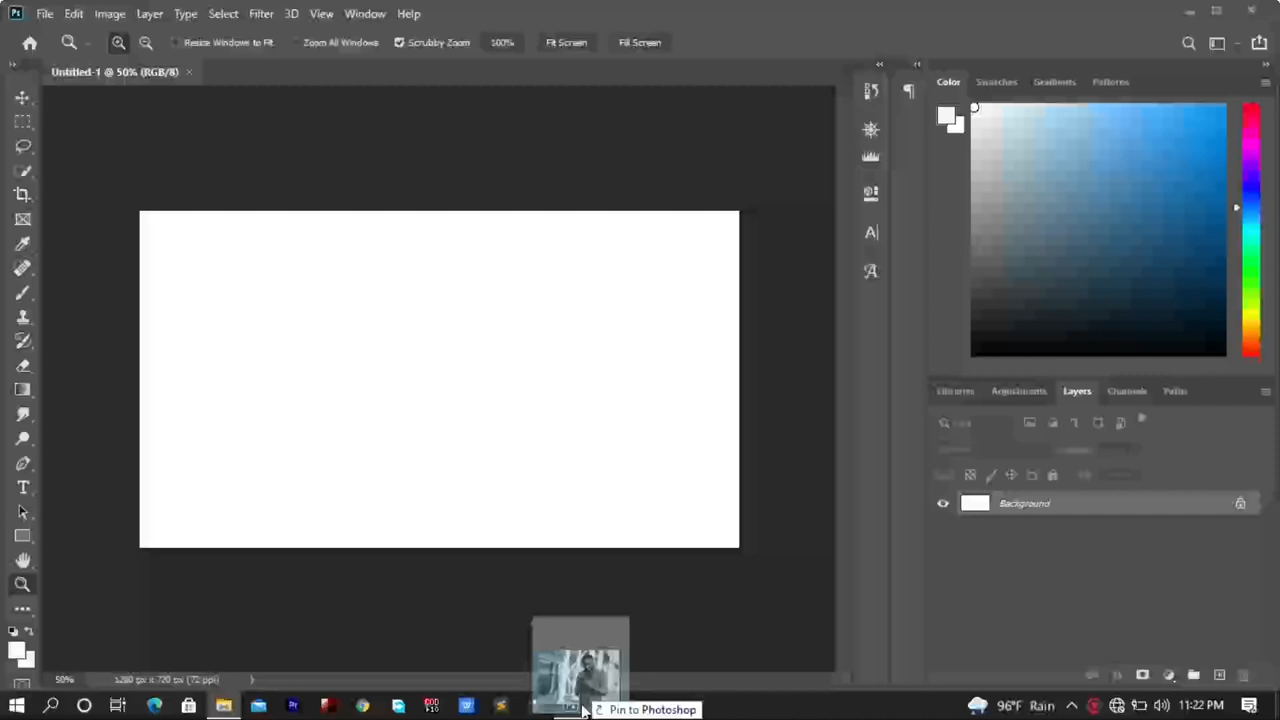 Ps File Edit Image Layer Type Select Filter 3D View Window Help
Resize Windows to Fit Zoom All Windows Scrubby Zoom 100% Fit Screen Fill Screen
Untitled-1 @ 50% (RGB/8) ×
Color Swatches Gradients Patterns
Libraries Adjustments Layers Channels Paths
Background
50% 1280 px x 720 px (72 ppi)
Pin to Photoshop
96°F Rain 11:22 PM